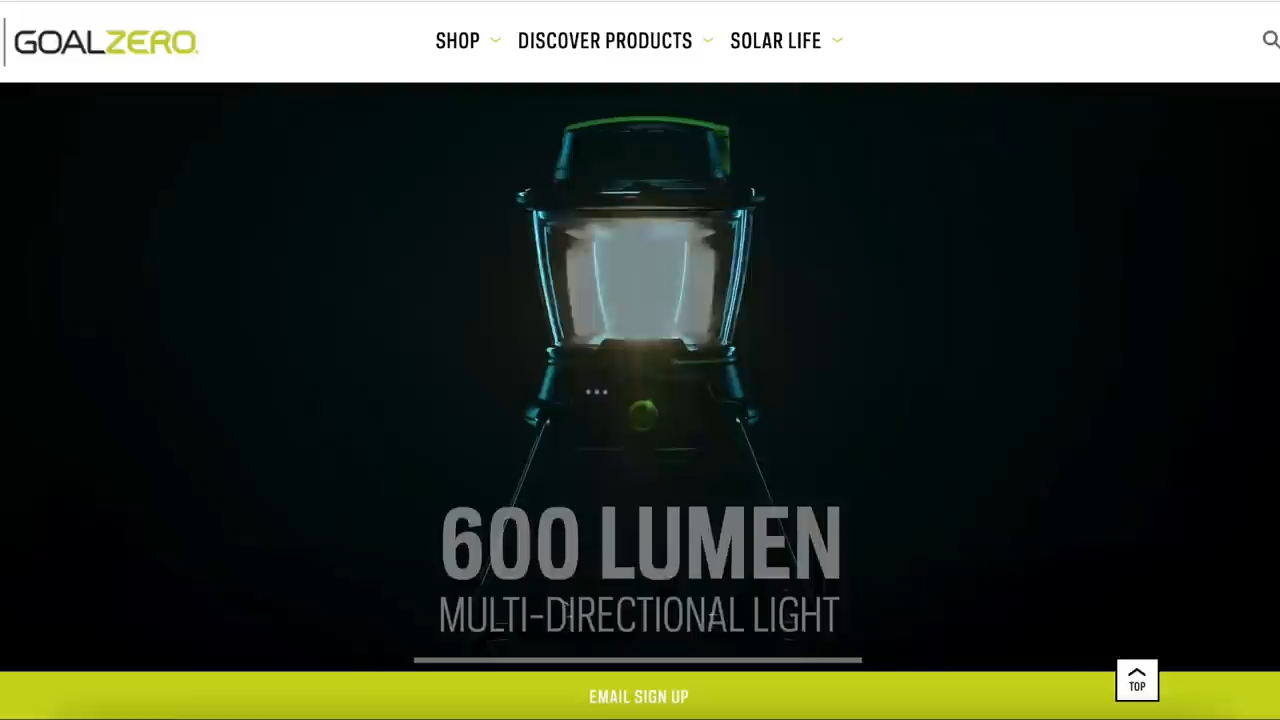 GOALZERO.
SHOP DISCOVER PRODUCTS SOLAR LIFE
600 LUMEN
MULTI-DIRECTIONAL LIGHT
EMAIL SIGN UP
TOP